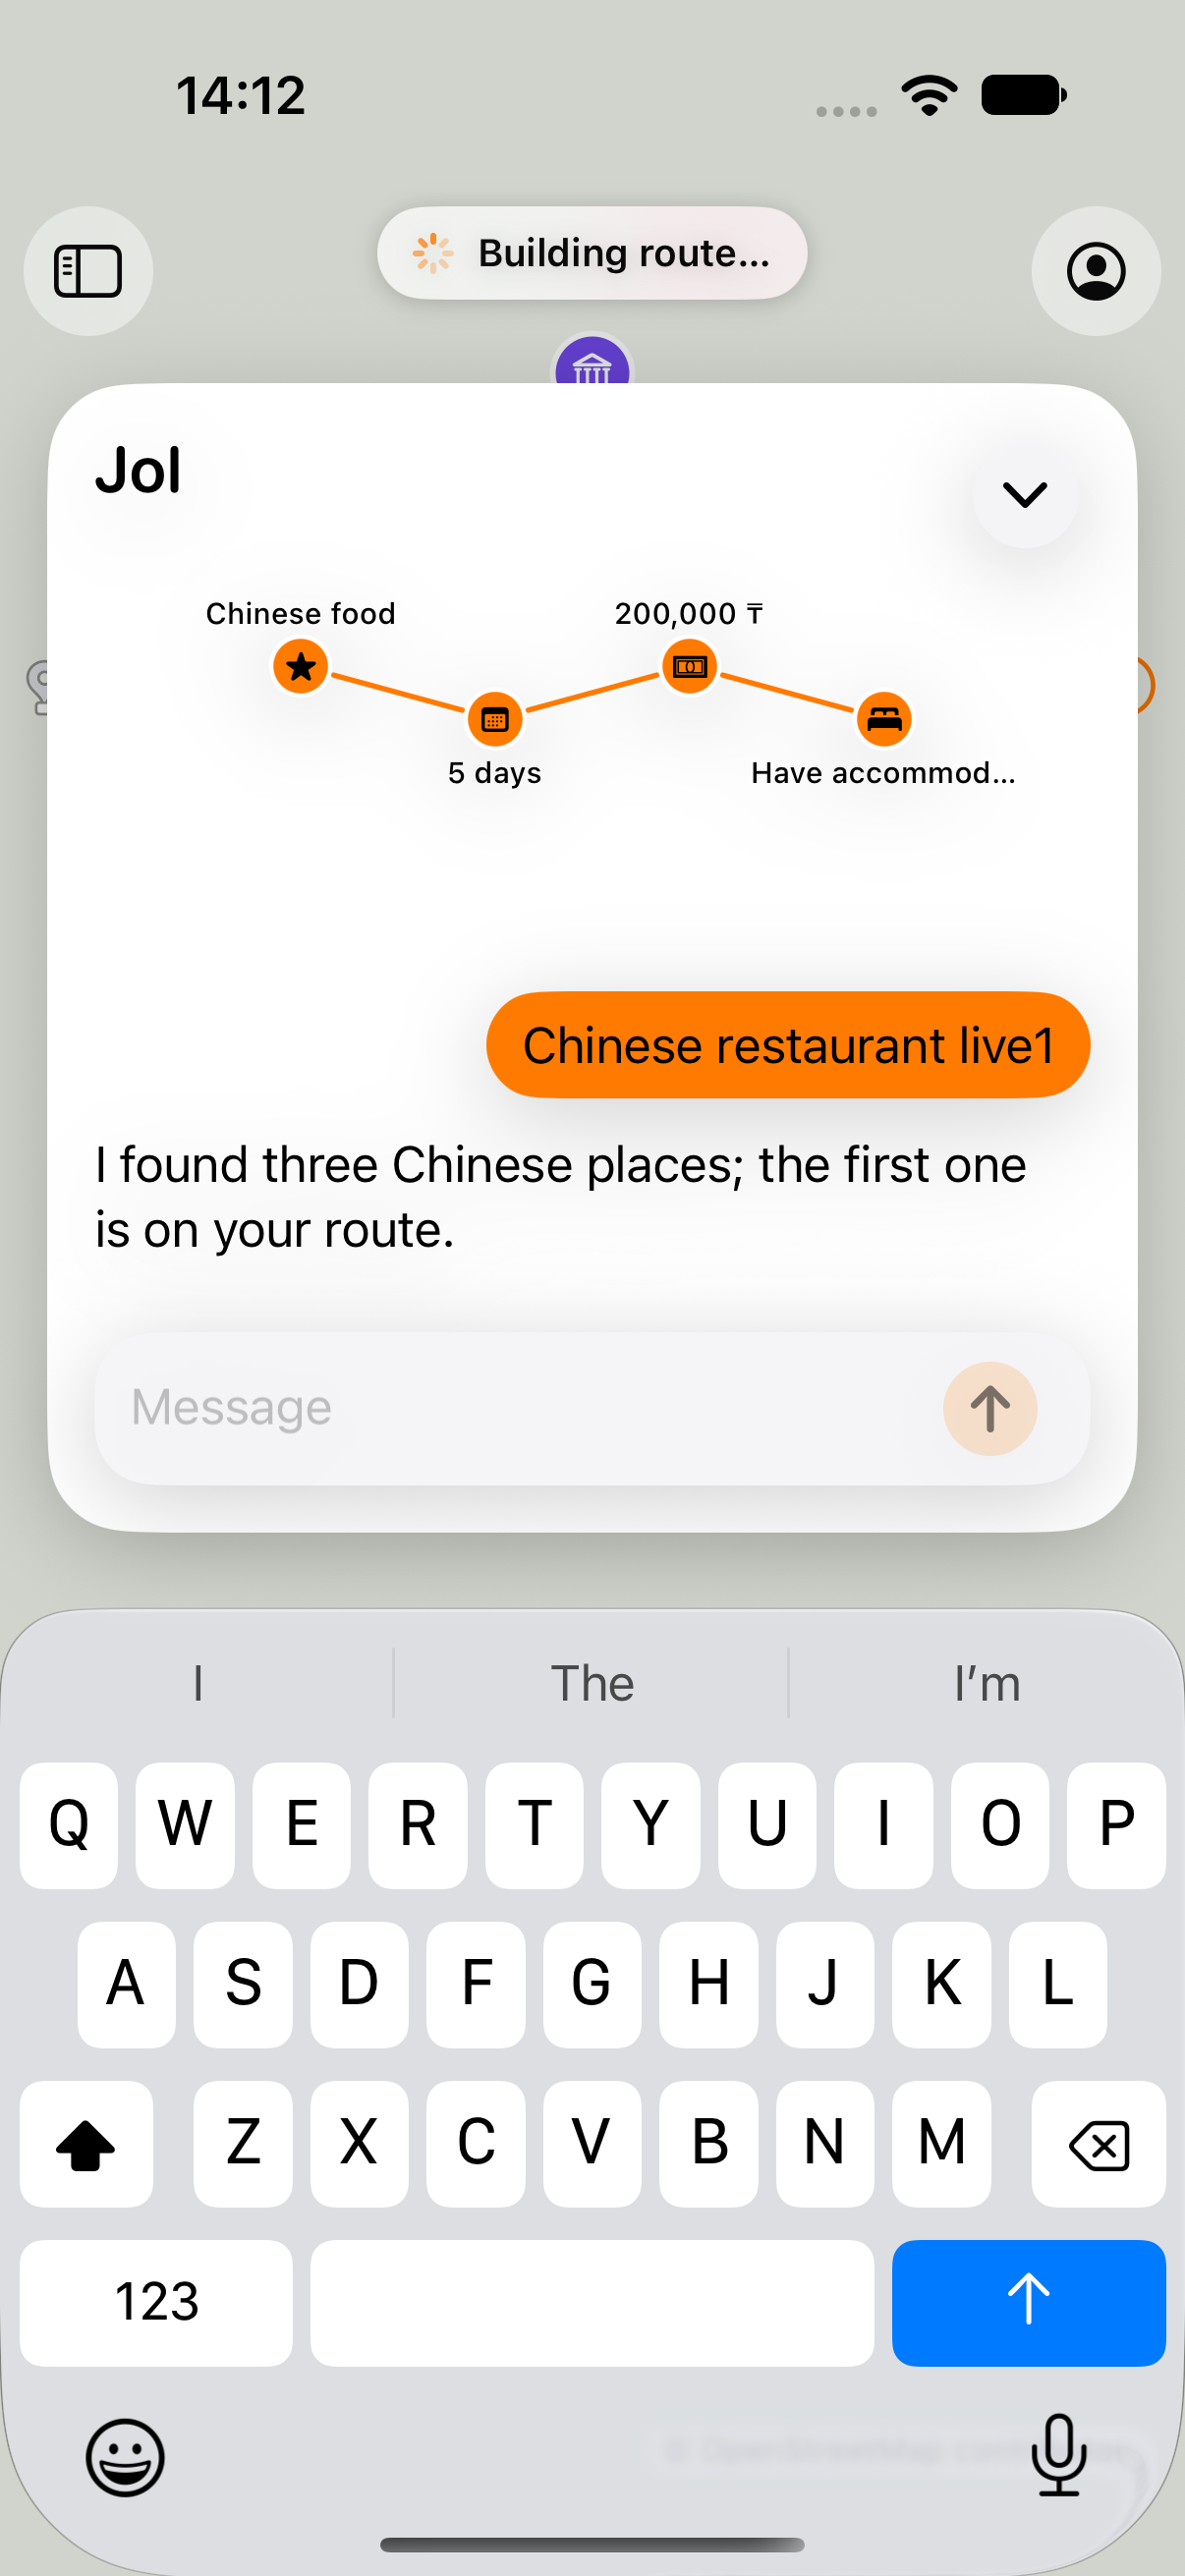 14:12
Building route...
Jol
Chinese food
200,000 ₸
5 days
Have accommod...
Chinese restaurant live1
I found three Chinese places; the first one
is on your route.
Message
I
The
I'm
Q W E R T Y U I O P
A S D F G H J K L
Z X C V B N M
123